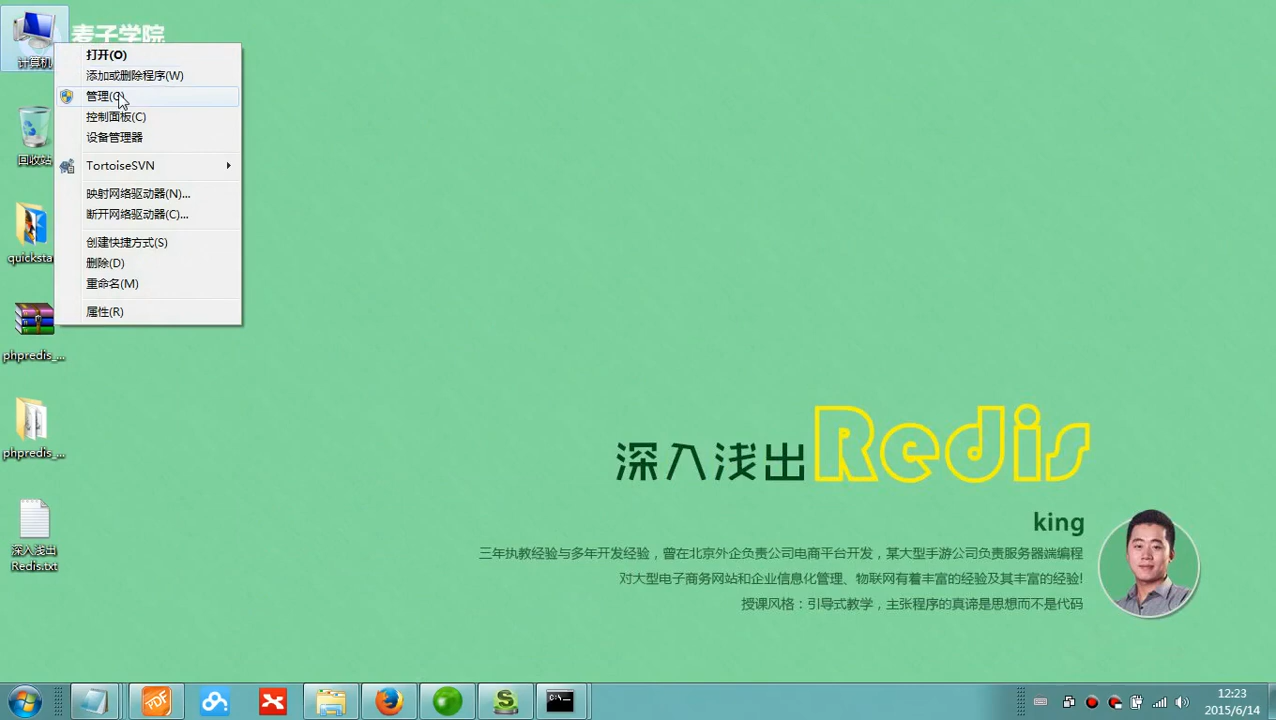 麦子学院
计算机
打开(O)
添加或删除程序(W)
管理(G)
控制面板(C)
设备管理器
TortoiseSVN
映射网络驱动器(N)...
断开网络驱动器(C)...
创建快捷方式(S)
删除(D)
重命名(M)
属性(R)
回收站
quicksta
phpredis_...
phpredis_...
深入浅出
Redis.txt
深入浅出Redis
king
三年执教经验与多年开发经验，曾在北京外企负责公司电商平台开发，某大型手游公司负责服务器端编程
对大型电子商务网站和企业信息化管理、物联网有着丰富的经验及其丰富的经验!
授课风格：引导式教学，主张程序的真谛是思想而不是代码
PDF
C:\
12:23
2015/6/14